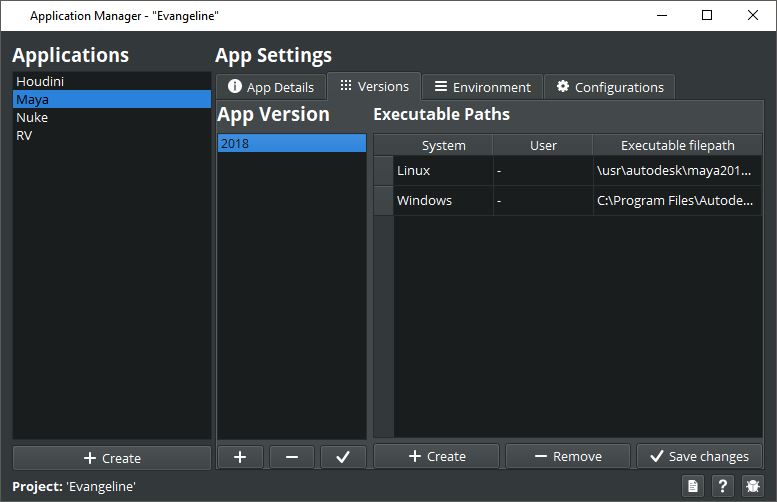 Application Manager - "Evangeline"
Applications
App Settings
Houdini
Maya
Nuke
RV
App Details
Versions
Environment
Configurations
App Version
Executable Paths
2018
System User Executable filepath
Linux - \usr\autodesk\maya201...
Windows - C:\Program Files\Autode...
Create
Create
Remove
Save changes
Project: 'Evangeline'
?